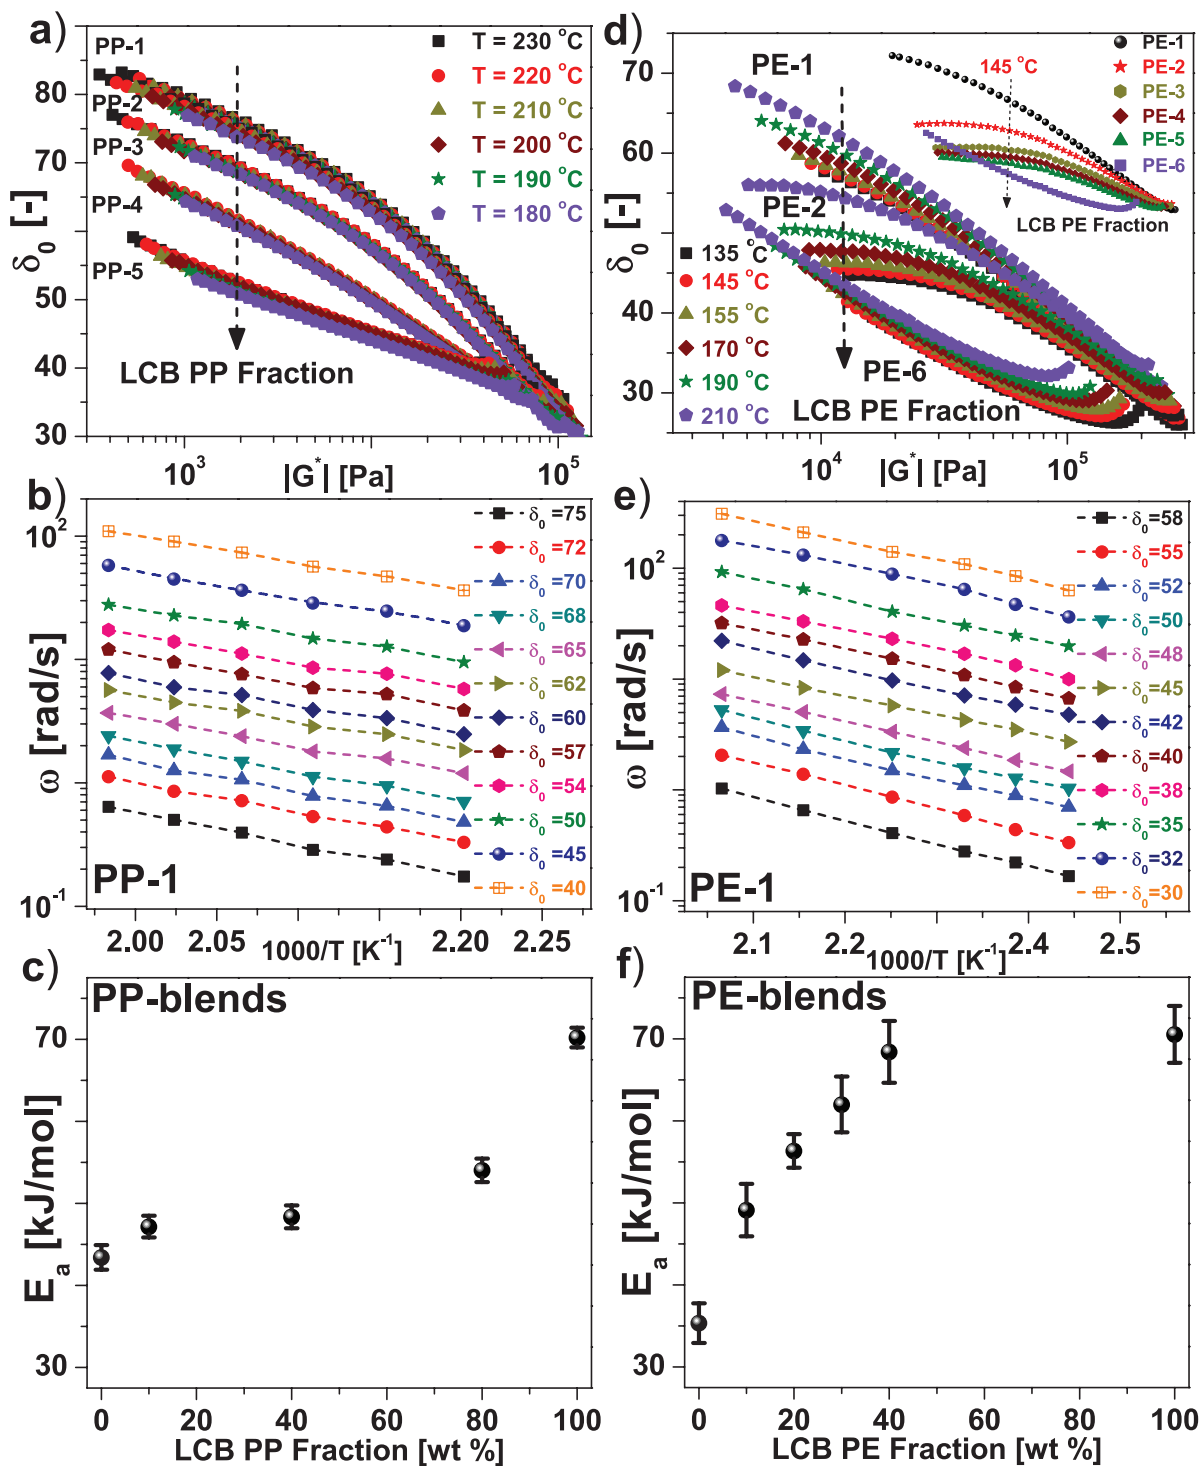 a)
PP-1
PP-2
PP-3
PP-4
PP-5
T = 230 °C
T = 220 °C
T = 210 °C
T = 200 °C
T = 190 °C
T = 180 °C
LCB PP Fraction
80
70
60
50
40
30
δ0 [-]
10^3
|G*| [Pa]
10^5
d)
PE-1
PE-2
PE-6
145 °C
PE-1
PE-2
PE-3
PE-4
PE-5
PE-6
LCB PE Fraction
135 °C
145 °C
155 °C
170 °C
190 °C
210 °C
LCB PE Fraction
70
60
50
40
30
δ0 [-]
10^4
|G*| [Pa]
10^5
b)
10^2
10^-1
ω [rad/s]
δ0 =75
δ0 =72
δ0 =70
δ0 =68
δ0 =65
δ0 =62
δ0 =60
δ0 =57
δ0 =54
δ0 =50
δ0 =45
δ0 =40
PP-1
2.00
2.05
1000/T [K^-1]
2.20
2.25
e)
10^2
10^0
10^-1
ω [rad/s]
δ0 =58
δ0 =55
δ0 =52
δ0 =50
δ0 =48
δ0 =45
δ0 =42
δ0 =40
δ0 =38
δ0 =35
δ0 =32
δ0 =30
PE-1
2.1
2.2
1000/T [K^-1]
2.4
2.5
c)
PP-blends
70
30
Ea [kJ/mol]
0 20 40 60 80 100
LCB PP Fraction [wt %]
f)
PE-blends
70
30
Ea [kJ/mol]
0 20 40 60 80 100
LCB PE Fraction [wt %]